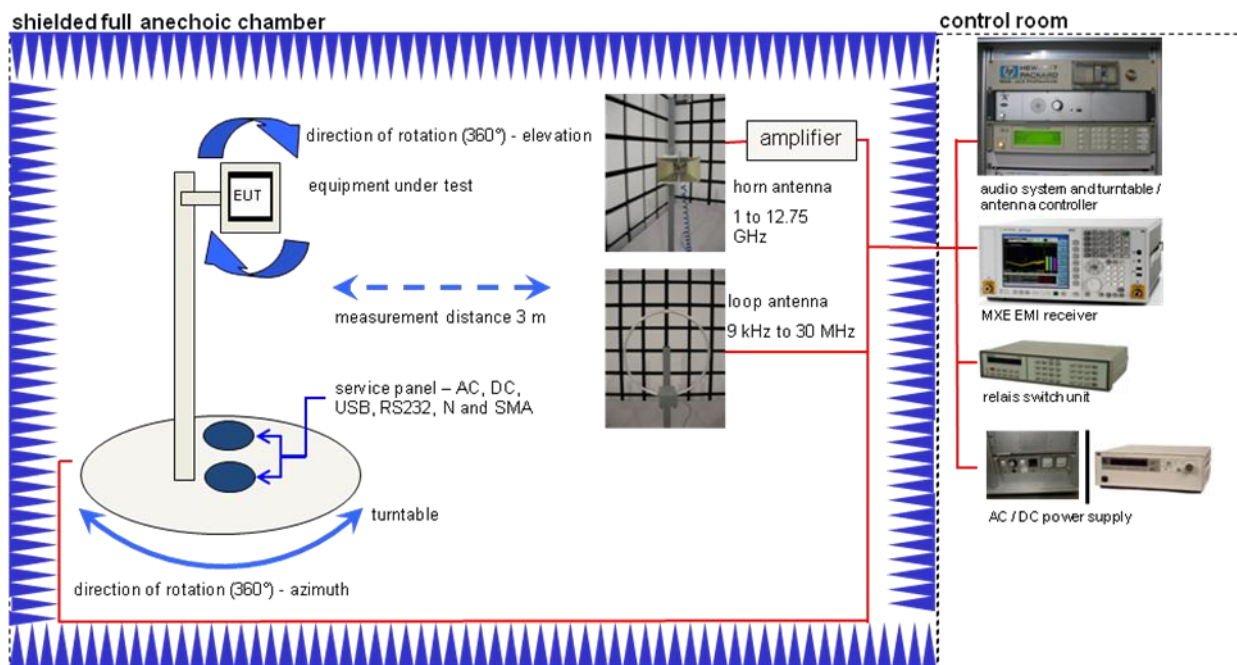 shielded full anechoic chamber
control room
direction of rotation (360°) - elevation
equipment under test
EUT
measurement distance 3 m
service panel – AC, DC,
USB, RS232, N and SMA
turntable
direction of rotation (360°) - azimuth
amplifier
horn antenna
1 to 12.75
GHz
loop antenna
9 kHz to 30 MHz
hp
HEWLETT
PACKARD
audio system and turntable /
antenna controller
MXE EMI receiver
relais switch unit
AC / DC power supply